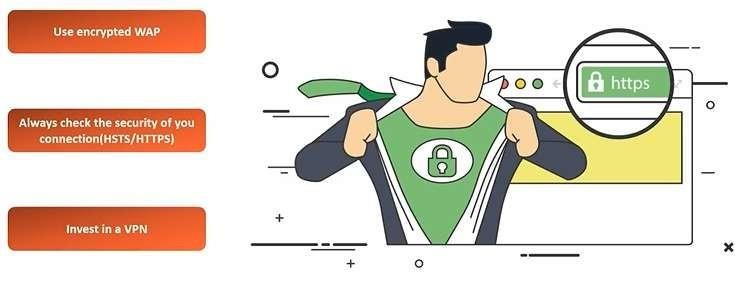 Use encrypted WAP
https
Always check the security of you
connection(HSTS/HTTPS)
Invest in a VPN